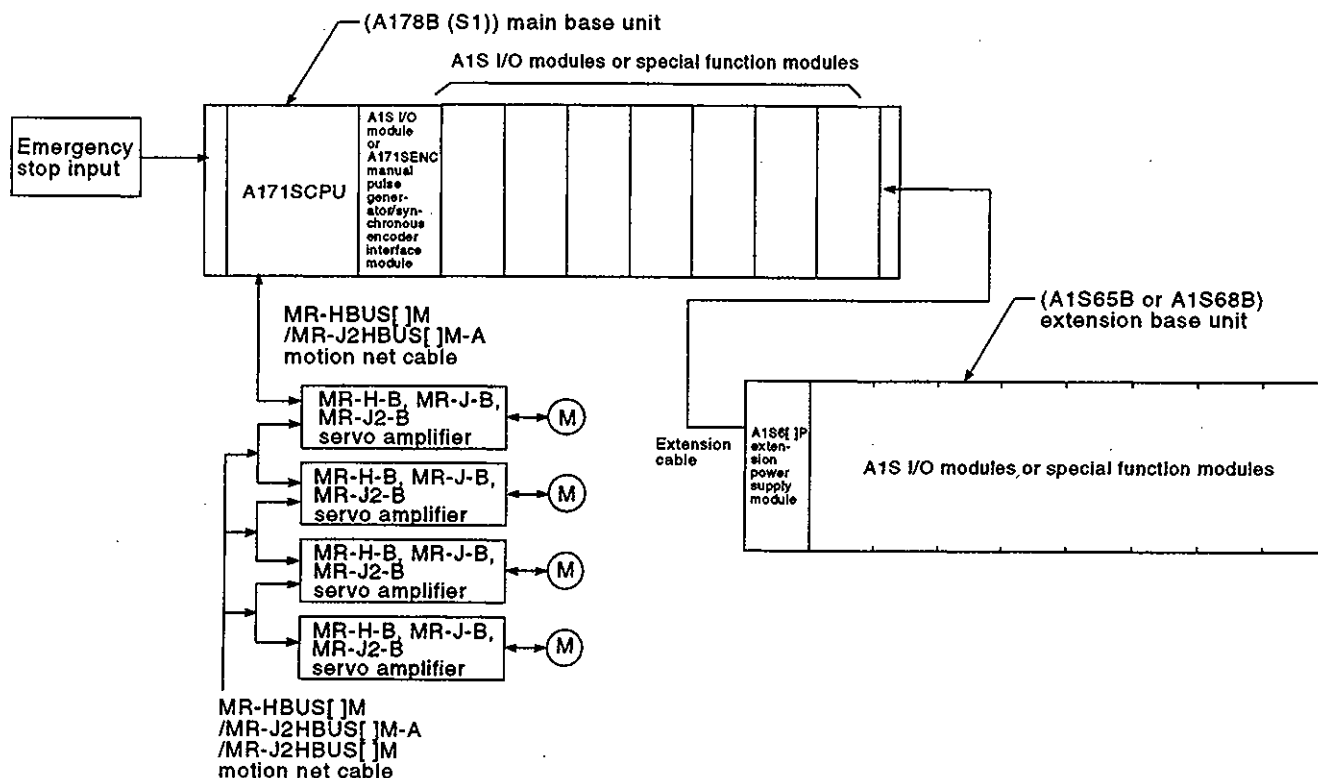 (A178B (S1)) main base unit
A1S I/O modules or special function modules
Emergency
stop input
A171SCPU
A1S I/O
module
or
A171SENC
manual
pulse
gener-
ator/syn-
chronous
encoder
interface
module
MR-HBUS[ ]M
/MR-J2HBUS[ ]M-A
motion net cable
(A1S65B or A1S68B)
extension base unit
MR-H-B, MR-J-B,
MR-J2-B
servo amplifier
M
MR-H-B, MR-J-B,
MR-J2-B
servo amplifier
M
MR-H-B, MR-J-B,
MR-J2-B
servo amplifier
M
MR-H-B, MR-J-B,
MR-J2-B
servo amplifier
M
Extension
cable
A1S6[ ]P
exten-
sion
power
supply
module
A1S I/O modules or special function modules
MR-HBUS[ ]M
/MR-J2HBUS[ ]M-A
/MR-J2HBUS[ ]M
motion net cable